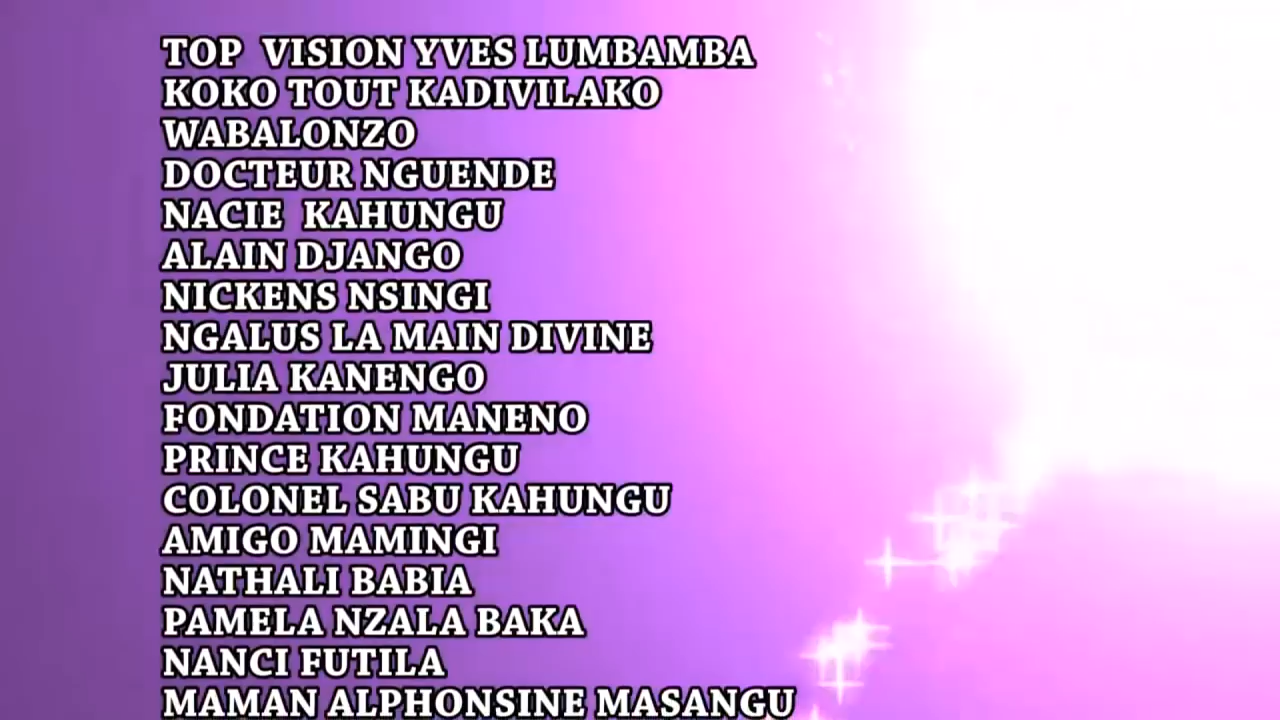 TOP VISION YVES LUMBAMBA
KOKO TOUT KADIVILAKO
WABALONZO
DOCTEUR NGUENDE
NACIE KAHUNGU
ALAIN DJANGO
NICKENS NSINGI
NGALUS LA MAIN DIVINE
JULIA KANENGO
FONDATION MANENO
PRINCE KAHUNGU
COLONEL SABU KAHUNGU
AMIGO MAMINGI
NATHALI BABIA
PAMELA NZALA BAKA
NANCI FUTILA
MAMAN ALPHONSINE MASANGU